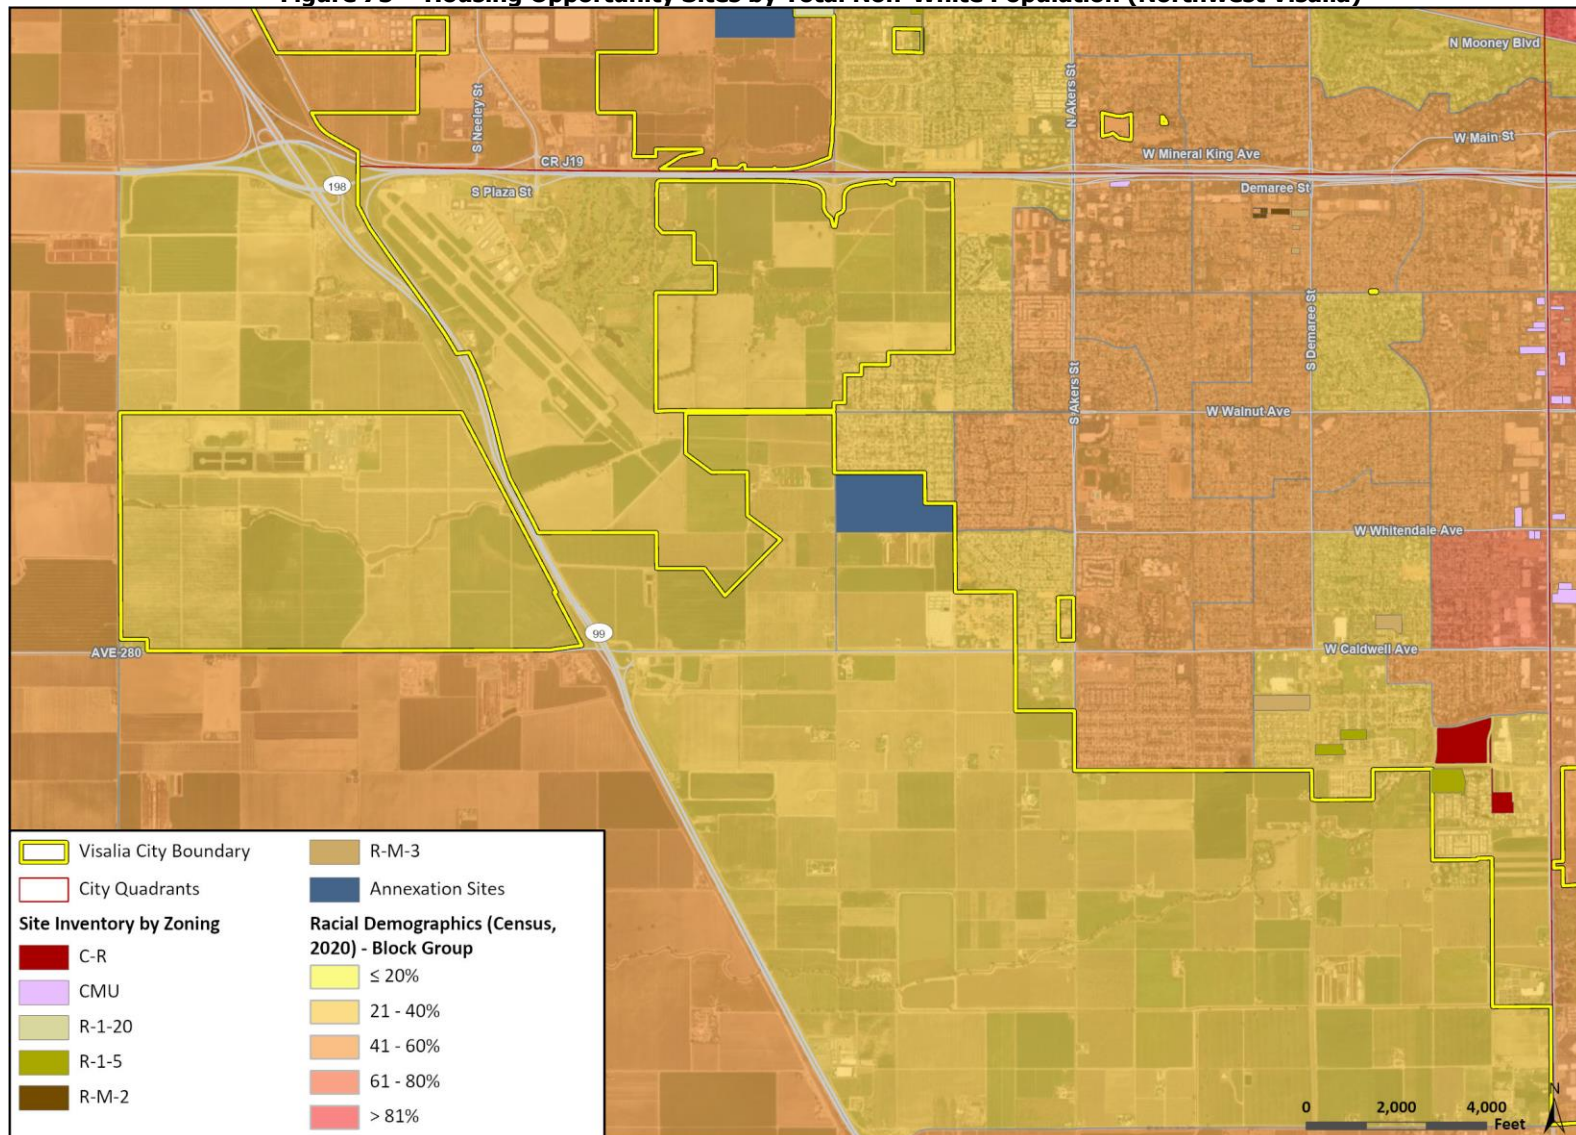 Figure 73 – Housing Opportunity Sites by Total Non-White Population (Northwest Visalia)
N Mooney Blvd
S Neeley St
N Akers St
W Main St
CR J19
W Mineral King Ave
198
S Plaza St
Demaree St
S Demaree St
S Akers St
W Walnut Ave
W Whitendale Ave
99
AVE 280
W Caldwell Ave
Visalia City Boundary
City Quadrants
Site Inventory by Zoning
C-R
CMU
R-1-20
R-1-5
R-M-2
R-M-3
Annexation Sites
Racial Demographics (Census,
2020) - Block Group
≤ 20%
21 - 40%
41 - 60%
61 - 80%
> 81%
0 2,000 4,000
Feet
N